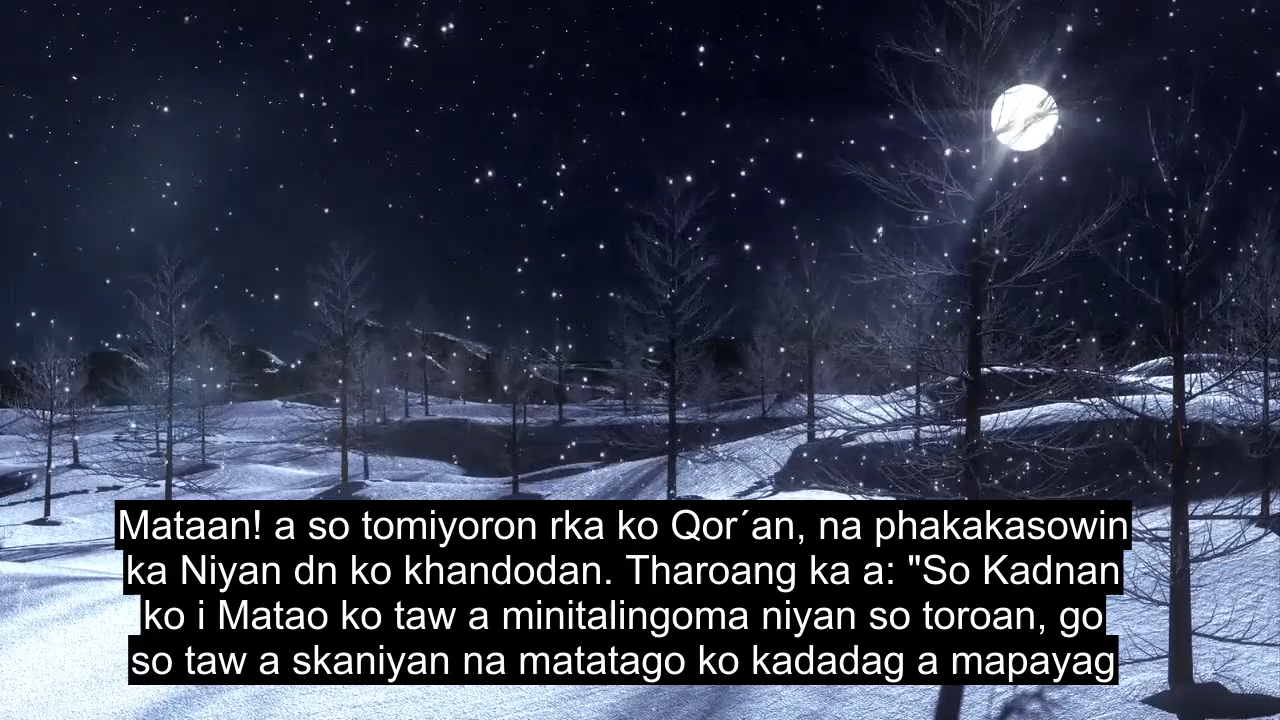 Mataan! a so tomiyoron rka ko Qor´an, na phakakasowin
ka Niyan dn ko khandodan. Tharoang ka a: "So Kadnan
ko i Matao ko taw a minitalingoma niyan so toroan, go
so taw a skaniyan na matatago ko kadadag a mapayag